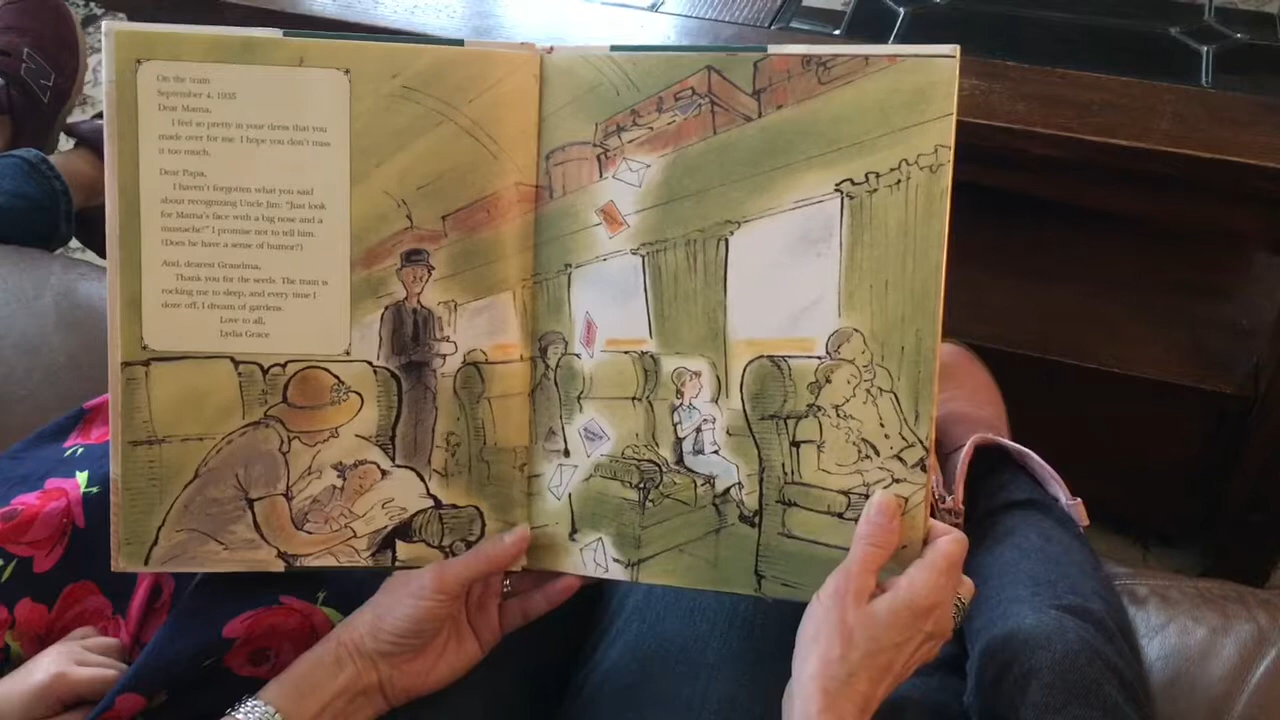 On the train
September 4, 1935
Dear Mama,
I feel so pretty in your dress that you
made over for me. I hope you don't miss
it too much.
Dear Papa,
I haven't forgotten what you said
about recognizing Uncle Jim: "Just look
for Mama's face with a big nose and a
mustache!" I promise not to tell him.
(Does he have a sense of humor?)
And, dearest Grandma,
Thank you for the seeds. The train is
rocking me to sleep, and every time I
doze off, I dream of gardens.
Love to all,
Lydia Grace
N